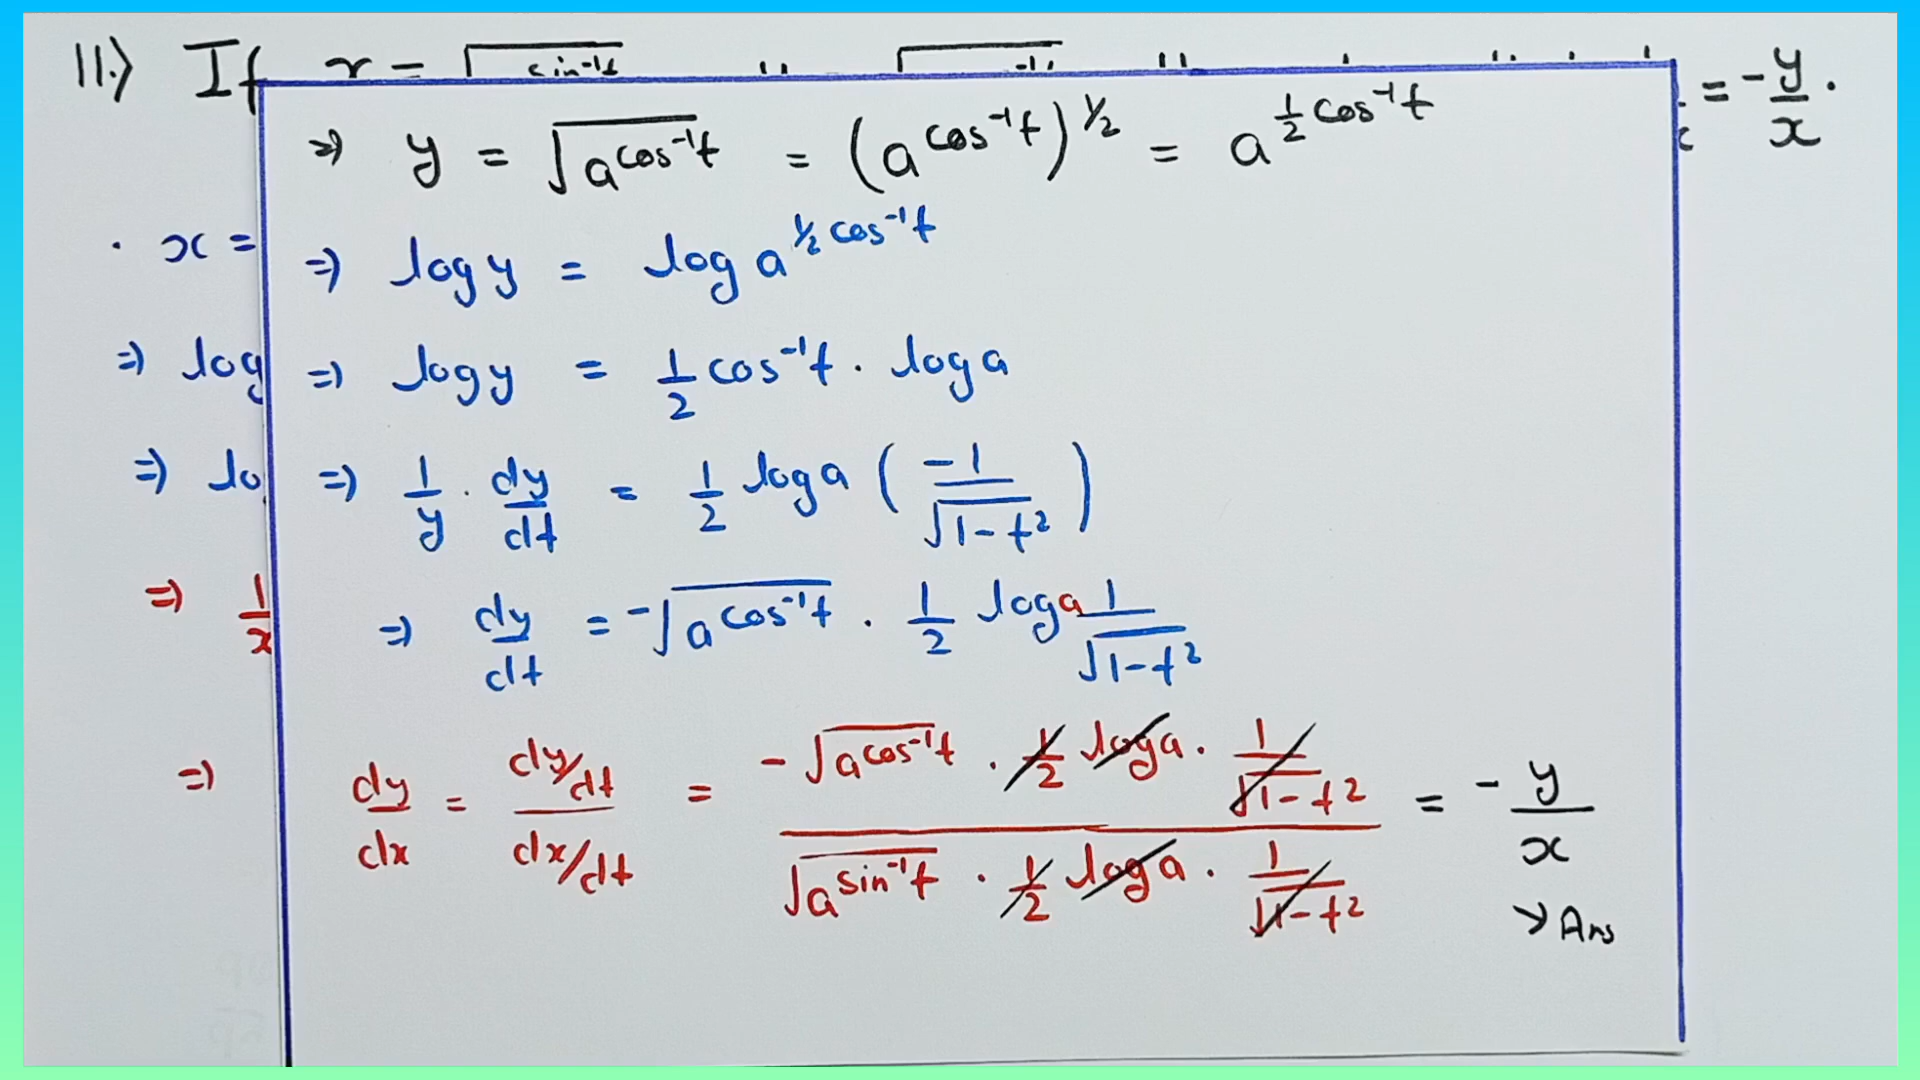 11.) If x = √ sin⁻¹t = -y/x.
⇒ y = √a^(cos⁻¹t) = (a^(cos⁻¹t))^(1/2) = a^(1/2 cos⁻¹t)
. x =
⇒ log y = log a^(1/2 cos⁻¹t)
⇒ log
⇒ log y = 1/2 cos⁻¹t . log a
⇒ lo
⇒ 1/y . dy/dt = 1/2 log a (-1/√1-t²)
⇒ 1/x
⇒ dy/dt = -√a^(cos⁻¹t) . 1/2 log a 1/√1-t²
⇒ dy/dx = (dy/dt)/(dx/dt) = (-√a^(cos⁻¹t) . 1/2 log a . 1/√1-t²)/(√a^(sin⁻¹t) . 1/2 log a . 1/√1-t²) = - y/x
Ans